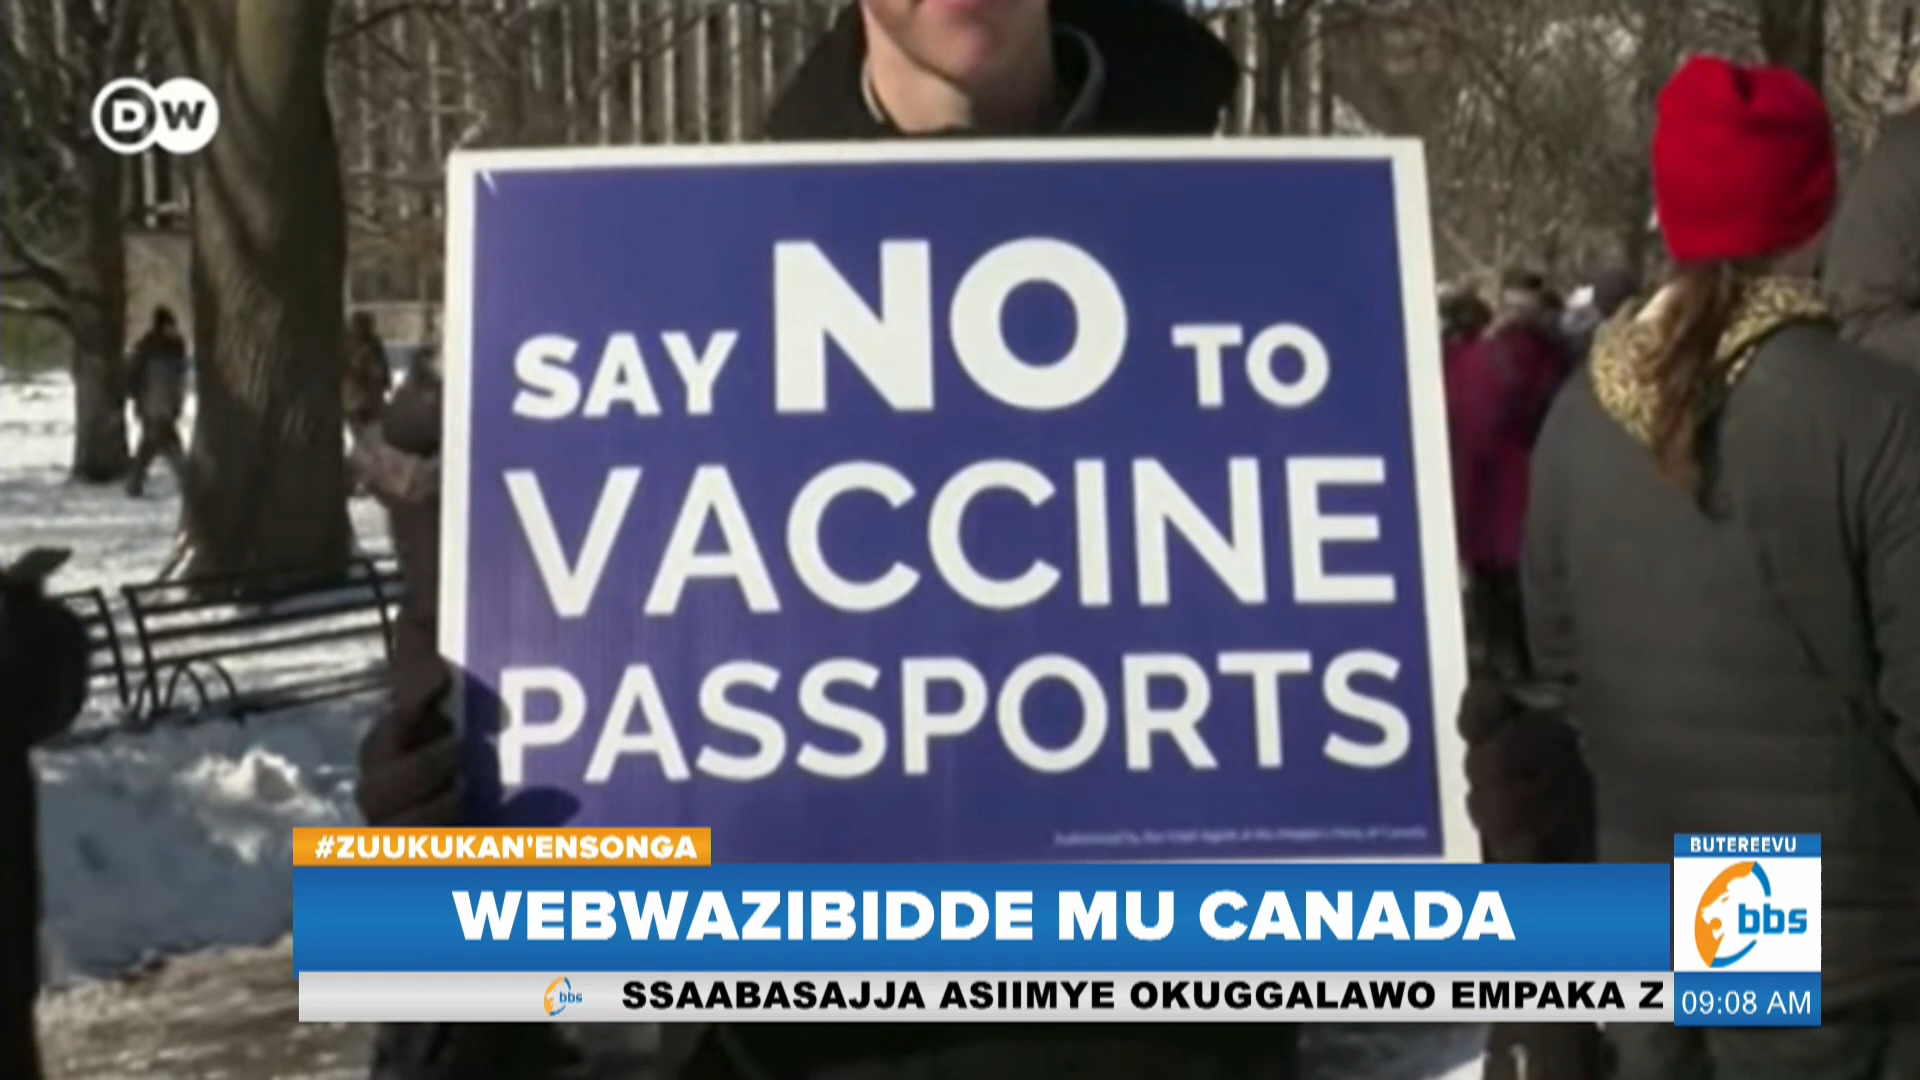 DW
SAY NO TO
VACCINE
PASSPORTS
#ZUUKUKAN'ENSONGA
WEBWAZIBIDDE MU CANADA
BUTEREEVU
bbs
bbs SSAABASAJJA ASIIMYE OKUGGALAWO EMPAKA Z
09:08 AM